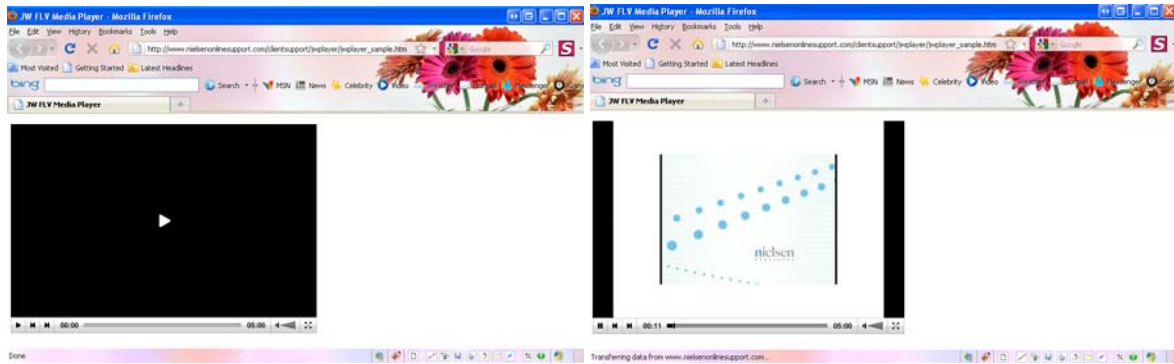 JW FLV Media Player - Mozilla Firefox
File Edit View History Bookmarks Tools Help
http://www.nielsenonlinesupport.com/clientsupport/jwplayer/jwplayer_sample.htm
Google
S
Most Visited Getting Started Latest Headlines
bing
Search MSN News Celebrity Video
JW FLV Media Player
00:00 05:00
Done
JW FLV Media Player - Mozilla Firefox
File Edit View History Bookmarks Tools Help
http://www.nielsenonlinesupport.com/clientsupport/jwplayer/jwplayer_sample.htm
Google
S
Most Visited Getting Started Latest Headlines
bing
Search MSN News Celebrity Video
JW FLV Media Player
nielsen
00:11 05:00
Transferring data from www.nielsenonlinesupport.com...